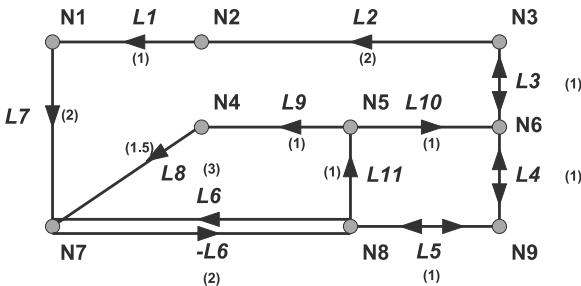 N1 L1 N2 L2 N3
(1) (2)
L7 (2) L3 (1)
N4 L9 N5 L10 N6
(1.5) (1) (1)
L8 (3) (1) L11 L4 (1)
L6
N7 -L6 N8 L5 N9
(2) (1)